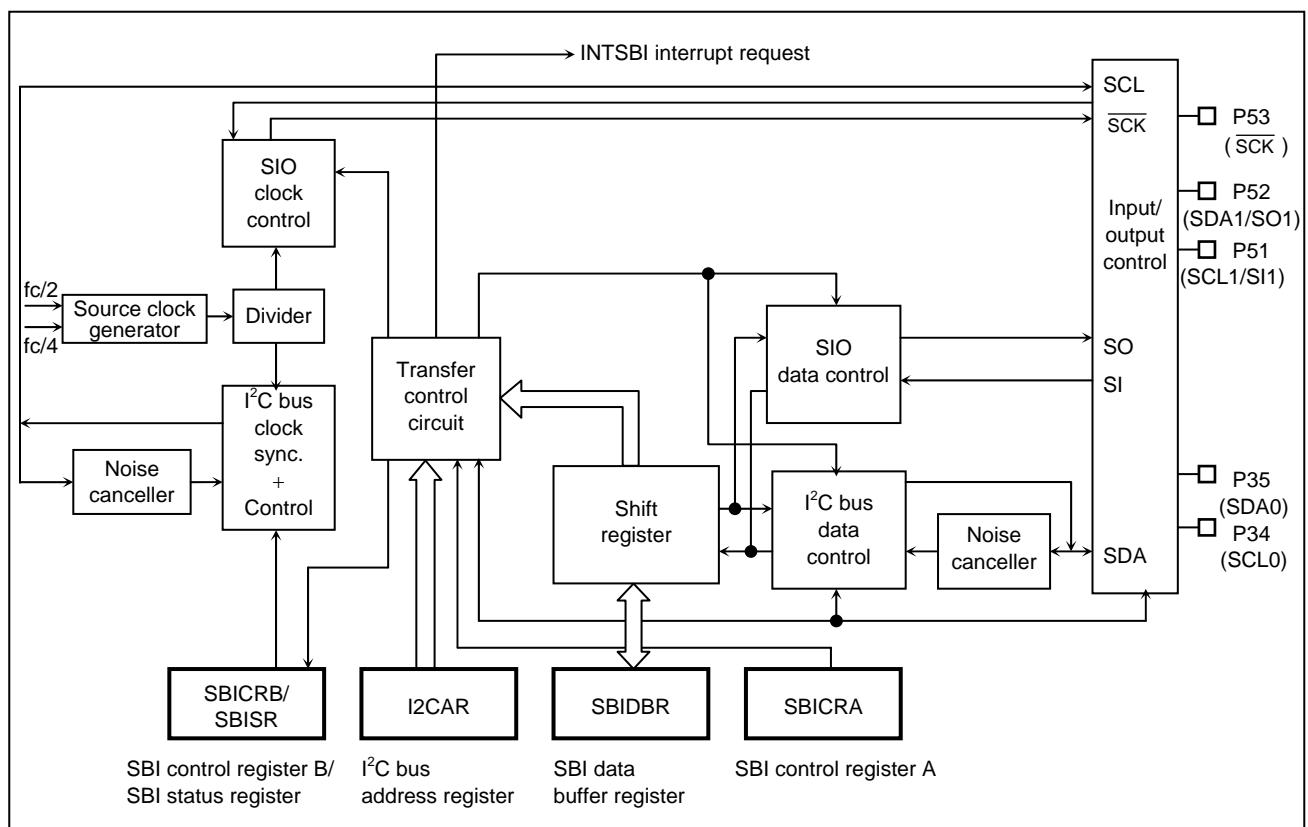 INTSBI interrupt request
SCL
SCK
P53
( SCK )
SIO
clock
control
P52
(SDA1/SO1)
Input/
output
control
P51
(SCL1/SI1)
fc/2
fc/4
Source clock
generator
Divider
Transfer
control
circuit
SIO
data control
SO
SI
I²C bus
clock
sync.
+
Control
Noise
canceller
Shift
register
I²C bus
data
control
Noise
canceller
SDA
P35
(SDA0)
P34
(SCL0)
SBICRB/
SBISR
I2CAR
SBIDBR
SBICRA
SBI control register B/
SBI status register
I²C bus
address register
SBI data
buffer register
SBI control register A